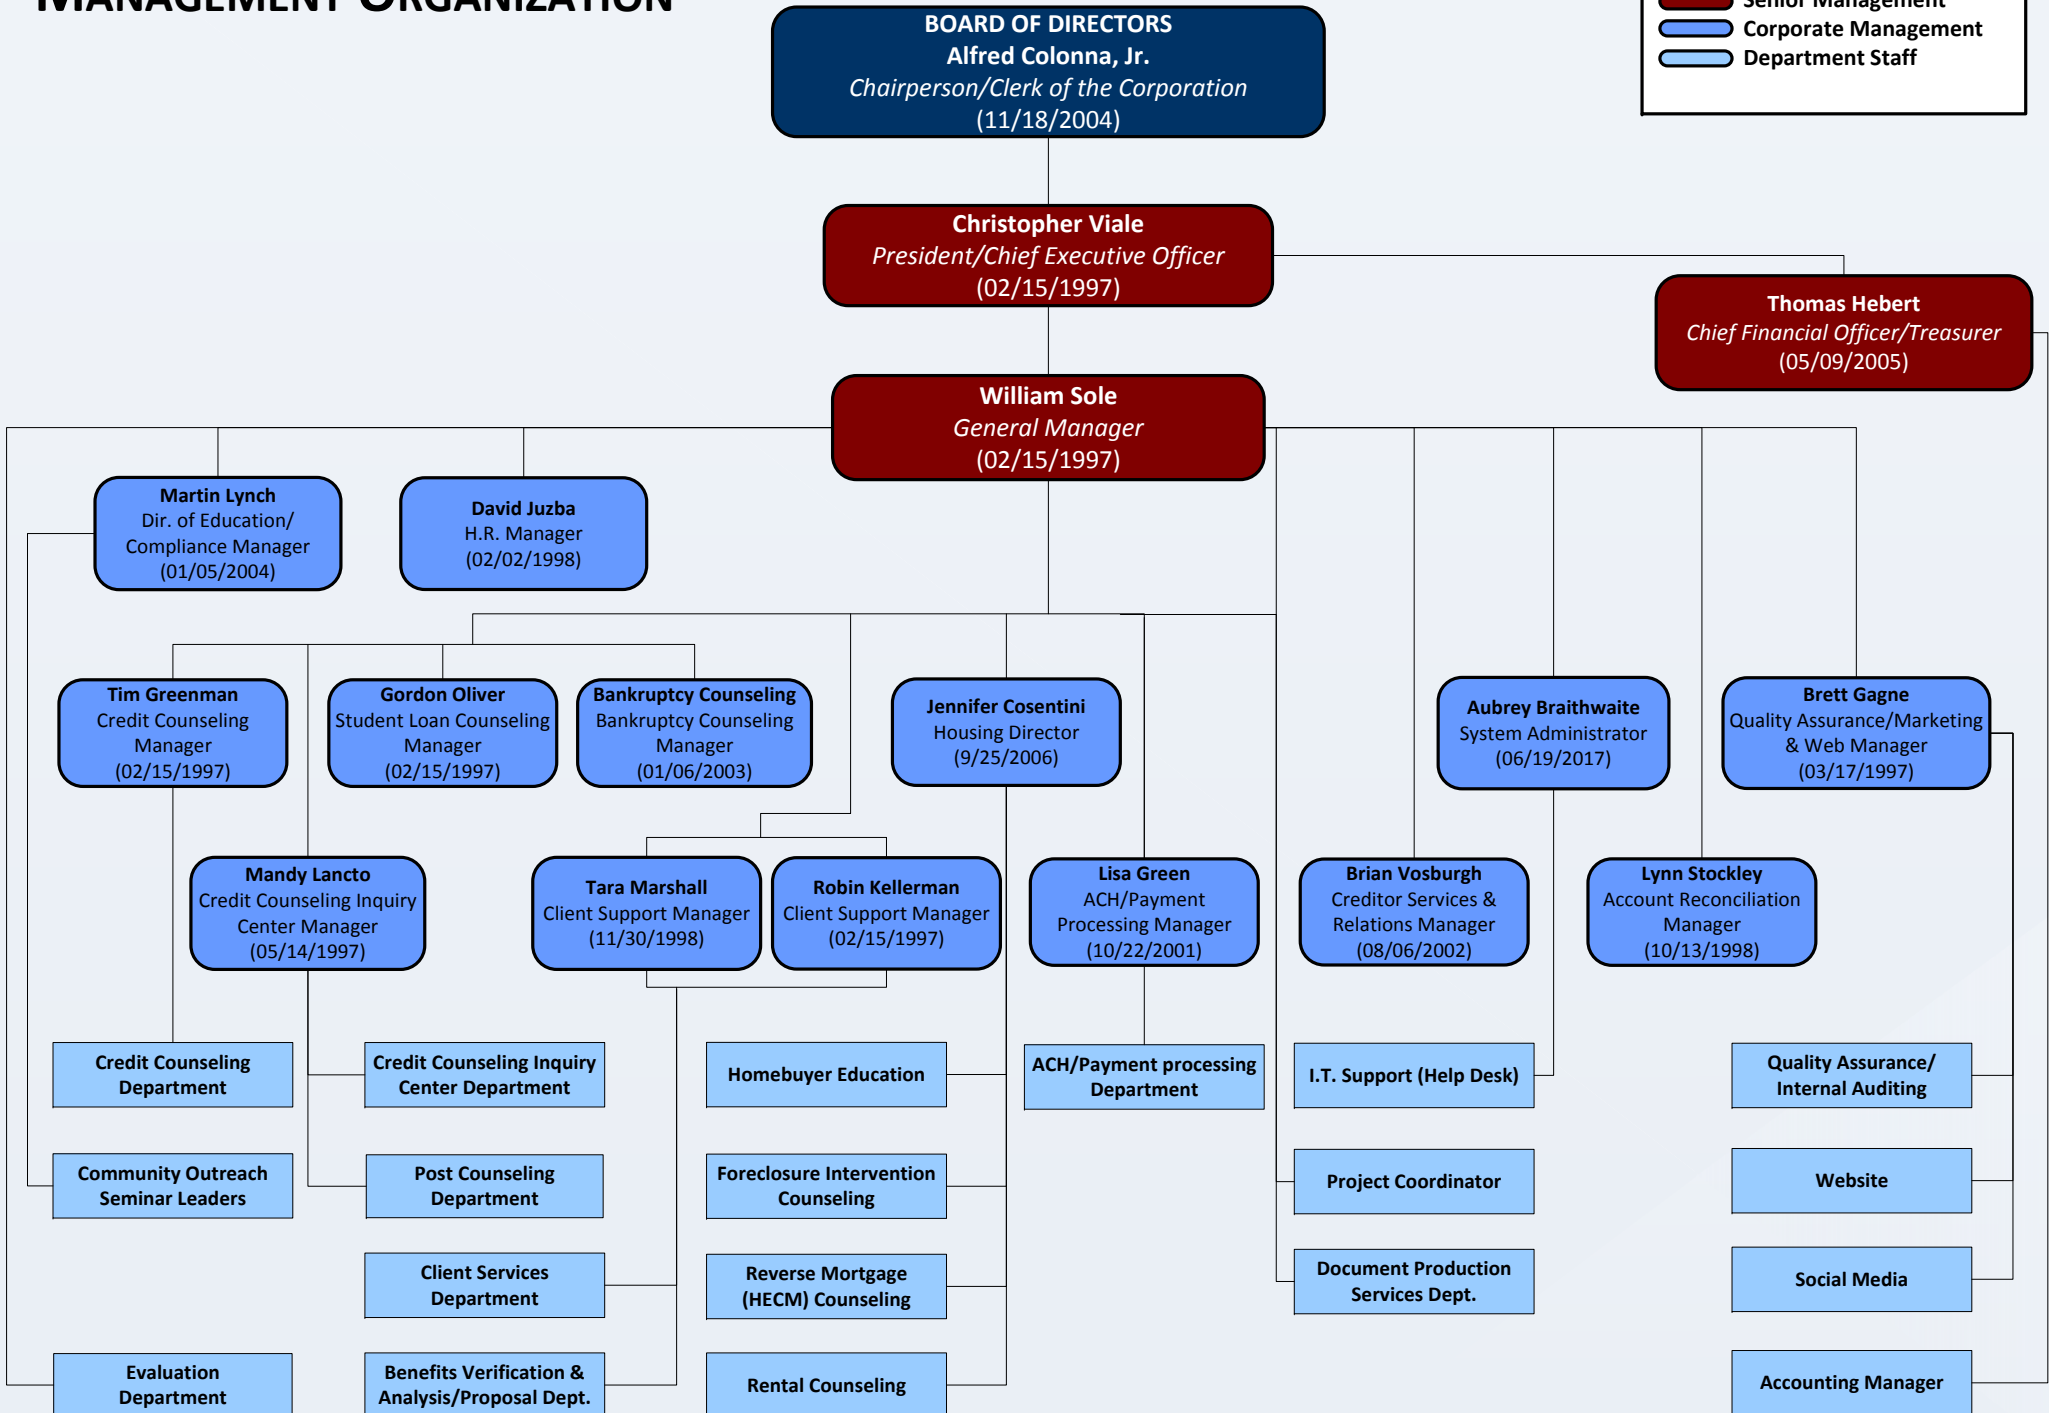 MANAGEMENT ORGANIZATION
Senior Management
Corporate Management
Department Staff
BOARD OF DIRECTORS
Alfred Colonna, Jr.
Chairperson/Clerk of the Corporation
(11/18/2004)
Christopher Viale
President/Chief Executive Officer
(02/15/1997)
Thomas Hebert
Chief Financial Officer/Treasurer
(05/09/2005)
William Sole
General Manager
(02/15/1997)
Martin Lynch
Dir. of Education/
Compliance Manager
(01/05/2004)
David Juzba
H.R. Manager
(02/02/1998)
Tim Greenman
Credit Counseling
Manager
(02/15/1997)
Gordon Oliver
Student Loan Counseling
Manager
(02/15/1997)
Bankruptcy Counseling
Bankruptcy Counseling
Manager
(01/06/2003)
Jennifer Cosentini
Housing Director
(9/25/2006)
Aubrey Braithwaite
System Administrator
(06/19/2017)
Brett Gagne
Quality Assurance/Marketing
& Web Manager
(03/17/1997)
Mandy Lancto
Credit Counseling Inquiry
Center Manager
(05/14/1997)
Tara Marshall
Client Support Manager
(11/30/1998)
Robin Kellerman
Client Support Manager
(02/15/1997)
Lisa Green
ACH/Payment
Processing Manager
(10/22/2001)
Brian Vosburgh
Creditor Services &
Relations Manager
(08/06/2002)
Lynn Stockley
Account Reconciliation
Manager
(10/13/1998)
Credit Counseling
Department
Credit Counseling Inquiry
Center Department
Homebuyer Education
ACH/Payment processing
Department
I.T. Support (Help Desk)
Quality Assurance/
Internal Auditing
Community Outreach
Seminar Leaders
Post Counseling
Department
Foreclosure Intervention
Counseling
Project Coordinator
Website
Client Services
Department
Reverse Mortgage
(HECM) Counseling
Document Production
Services Dept.
Social Media
Evaluation
Department
Benefits Verification &
Analysis/Proposal Dept.
Rental Counseling
Accounting Manager